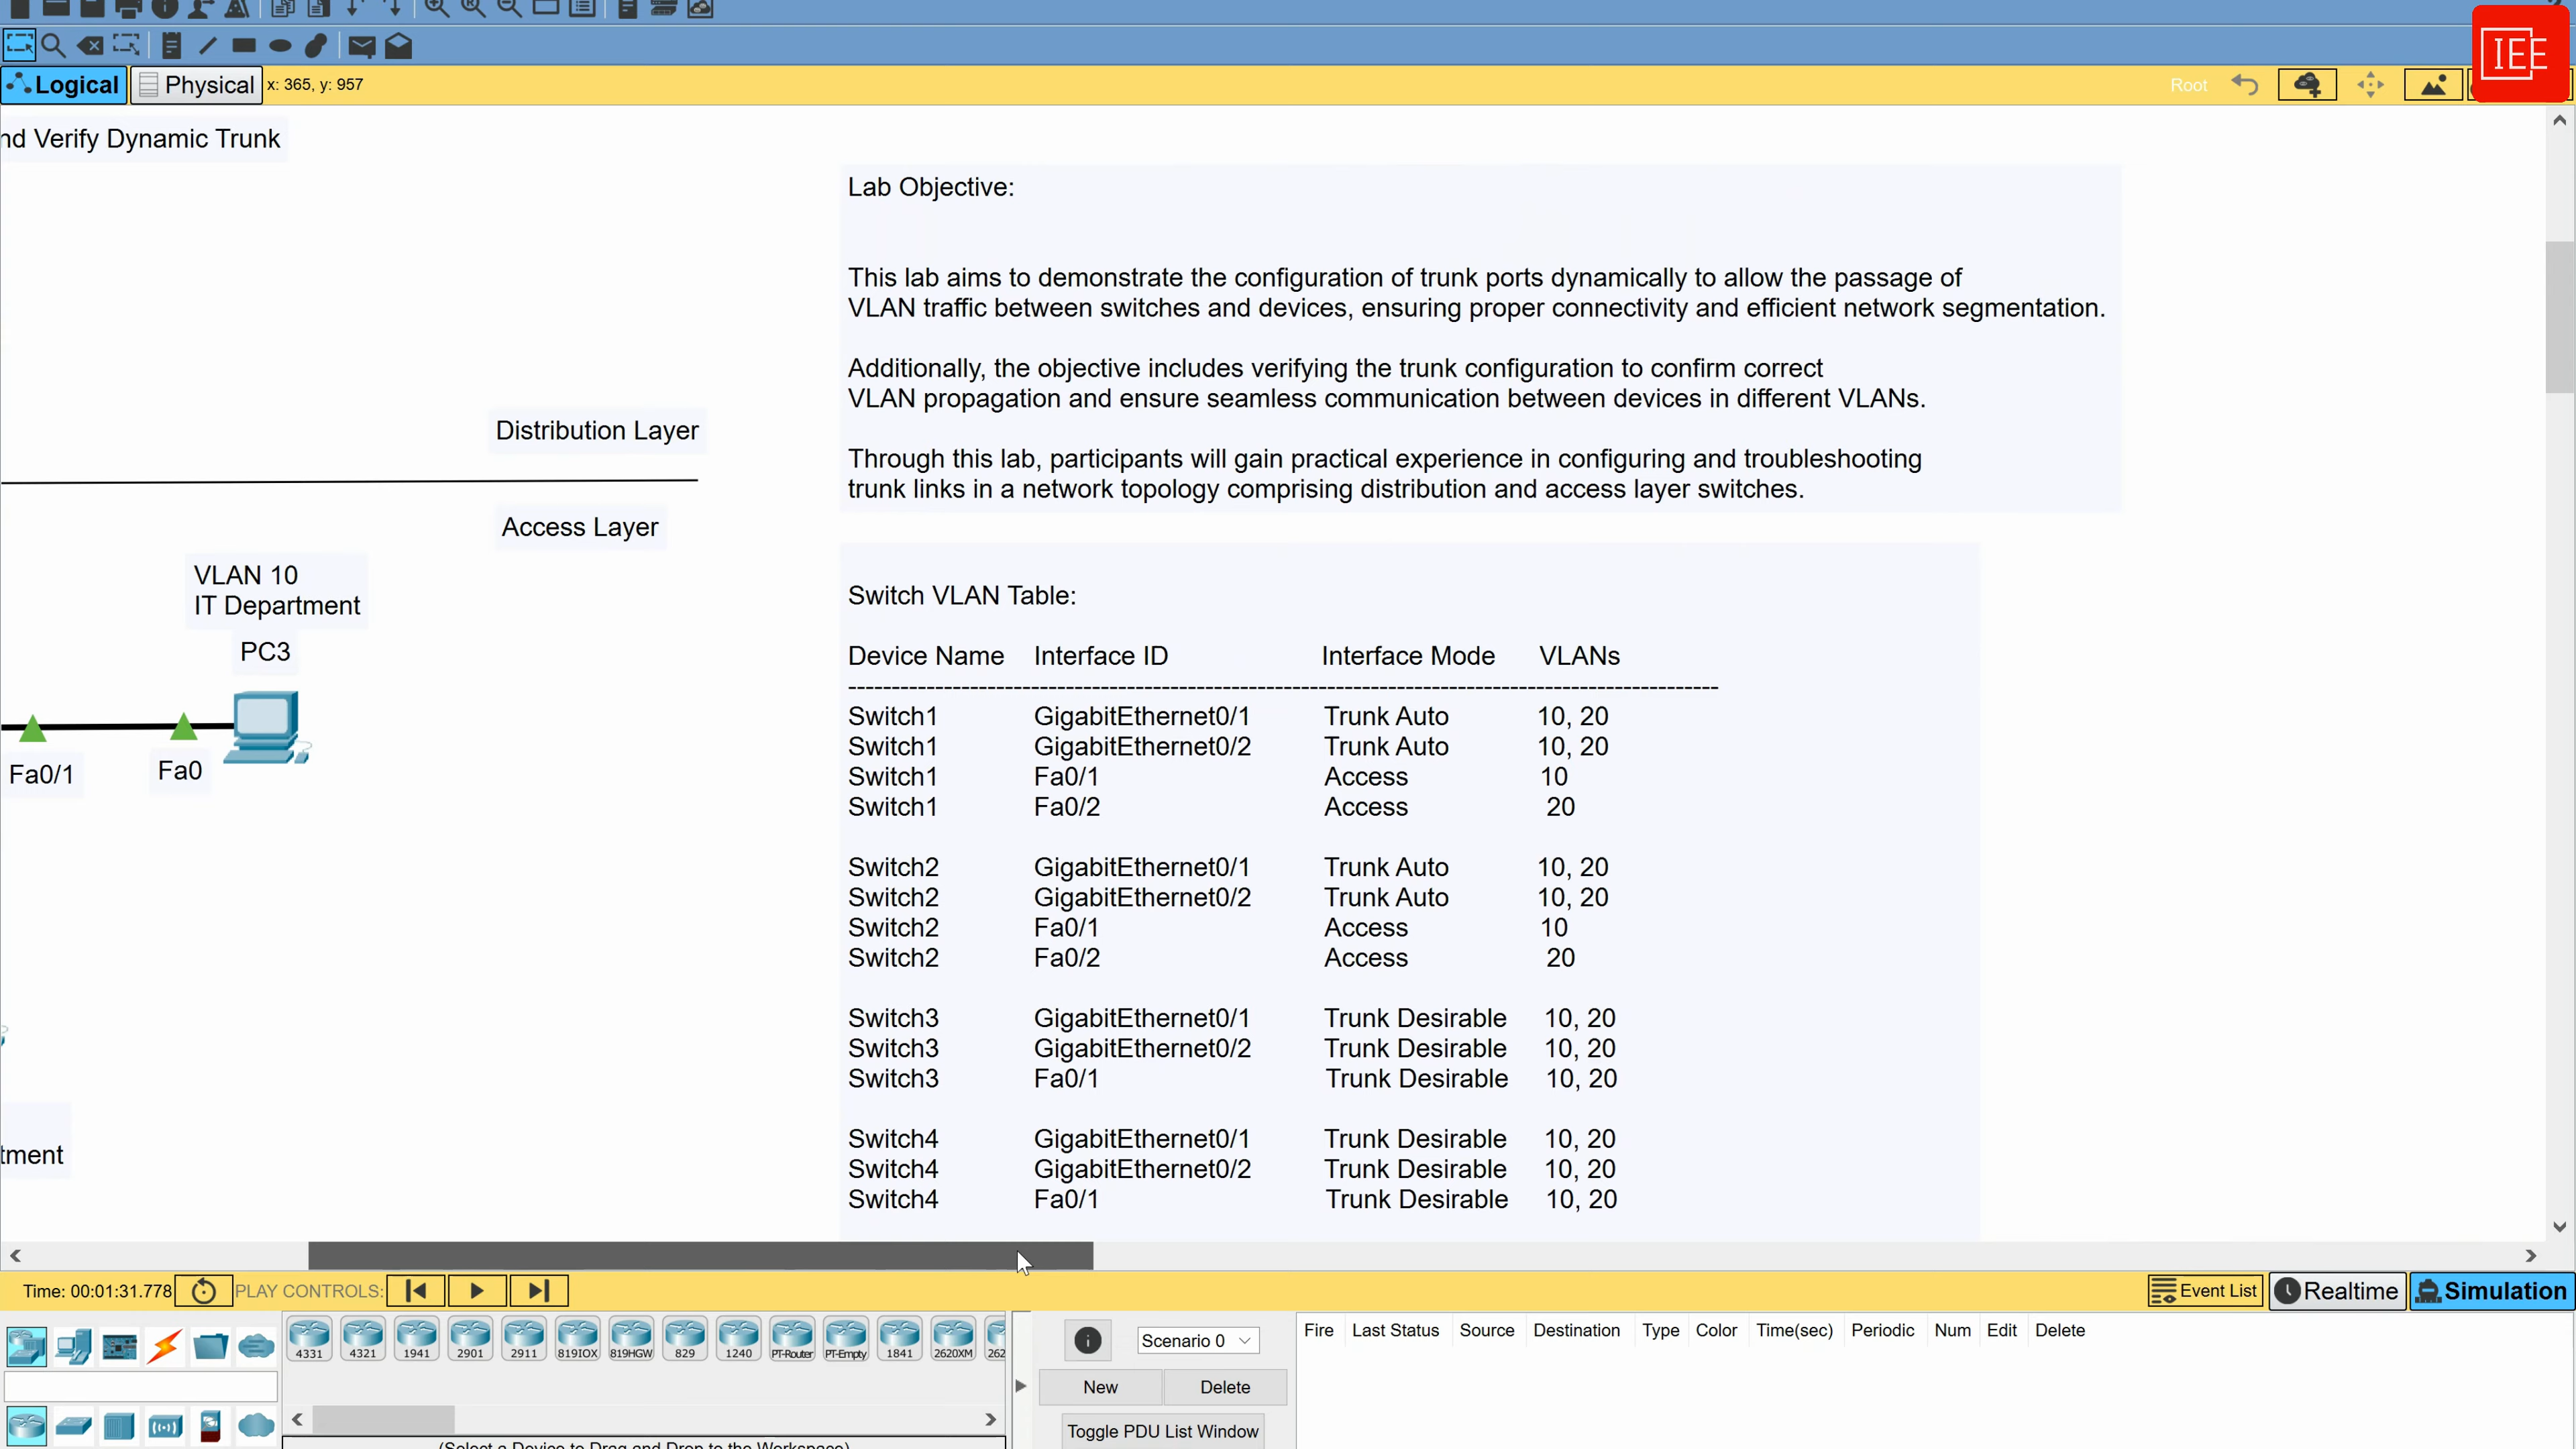 IEE
Logical
Physical
x: 365, y: 957
Root
nd Verify Dynamic Trunk
Lab Objective:
This lab aims to demonstrate the configuration of trunk ports dynamically to allow the passage of
VLAN traffic between switches and devices, ensuring proper connectivity and efficient network segmentation.
Additionally, the objective includes verifying the trunk configuration to confirm correct
VLAN propagation and ensure seamless communication between devices in different VLANs.
Through this lab, participants will gain practical experience in configuring and troubleshooting
trunk links in a network topology comprising distribution and access layer switches.
Distribution Layer
Access Layer
VLAN 10
IT Department
PC3
Fa0/1
Fa0
tment
Switch VLAN Table:
Device Name Interface ID Interface Mode VLANs
-----------------------------------------------------------------------------------------------------------------------
Switch1 GigabitEthernet0/1 Trunk Auto 10, 20
Switch1 GigabitEthernet0/2 Trunk Auto 10, 20
Switch1 Fa0/1 Access 10
Switch1 Fa0/2 Access 20
Switch2 GigabitEthernet0/1 Trunk Auto 10, 20
Switch2 GigabitEthernet0/2 Trunk Auto 10, 20
Switch2 Fa0/1 Access 10
Switch2 Fa0/2 Access 20
Switch3 GigabitEthernet0/1 Trunk Desirable 10, 20
Switch3 GigabitEthernet0/2 Trunk Desirable 10, 20
Switch3 Fa0/1 Trunk Desirable 10, 20
Switch4 GigabitEthernet0/1 Trunk Desirable 10, 20
Switch4 GigabitEthernet0/2 Trunk Desirable 10, 20
Switch4 Fa0/1 Trunk Desirable 10, 20
Time: 00:01:31.778
PLAY CONTROLS:
Event List
Realtime
Simulation
4331 4321 1941 2901 2911 819IOX 819HGW 829 1240 PT-Router PT-Empty 1841 2620XM 262
Scenario 0
New
Delete
Toggle PDU List Window
Fire Last Status Source Destination Type Color Time(sec) Periodic Num Edit Delete
(Select a Device to Drag and Drop to the Workspace)